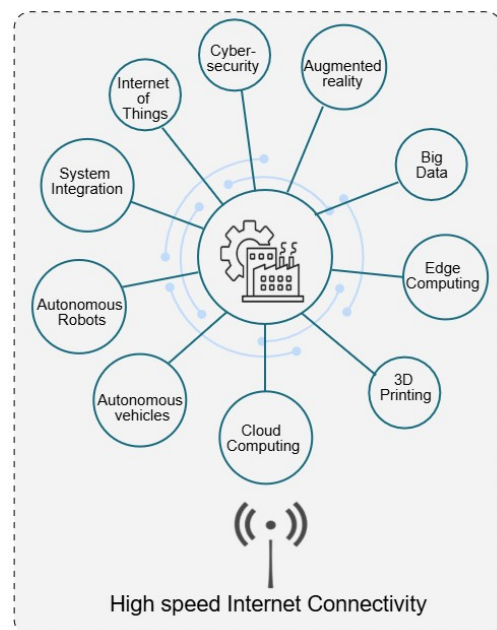 Cyber-
security
Augmented
reality
Internet
of
Things
Big
Data
System
Integration
Edge
Computing
Autonomous
Robots
3D
Printing
Autonomous
vehicles
Cloud
Computing
High speed Internet Connectivity